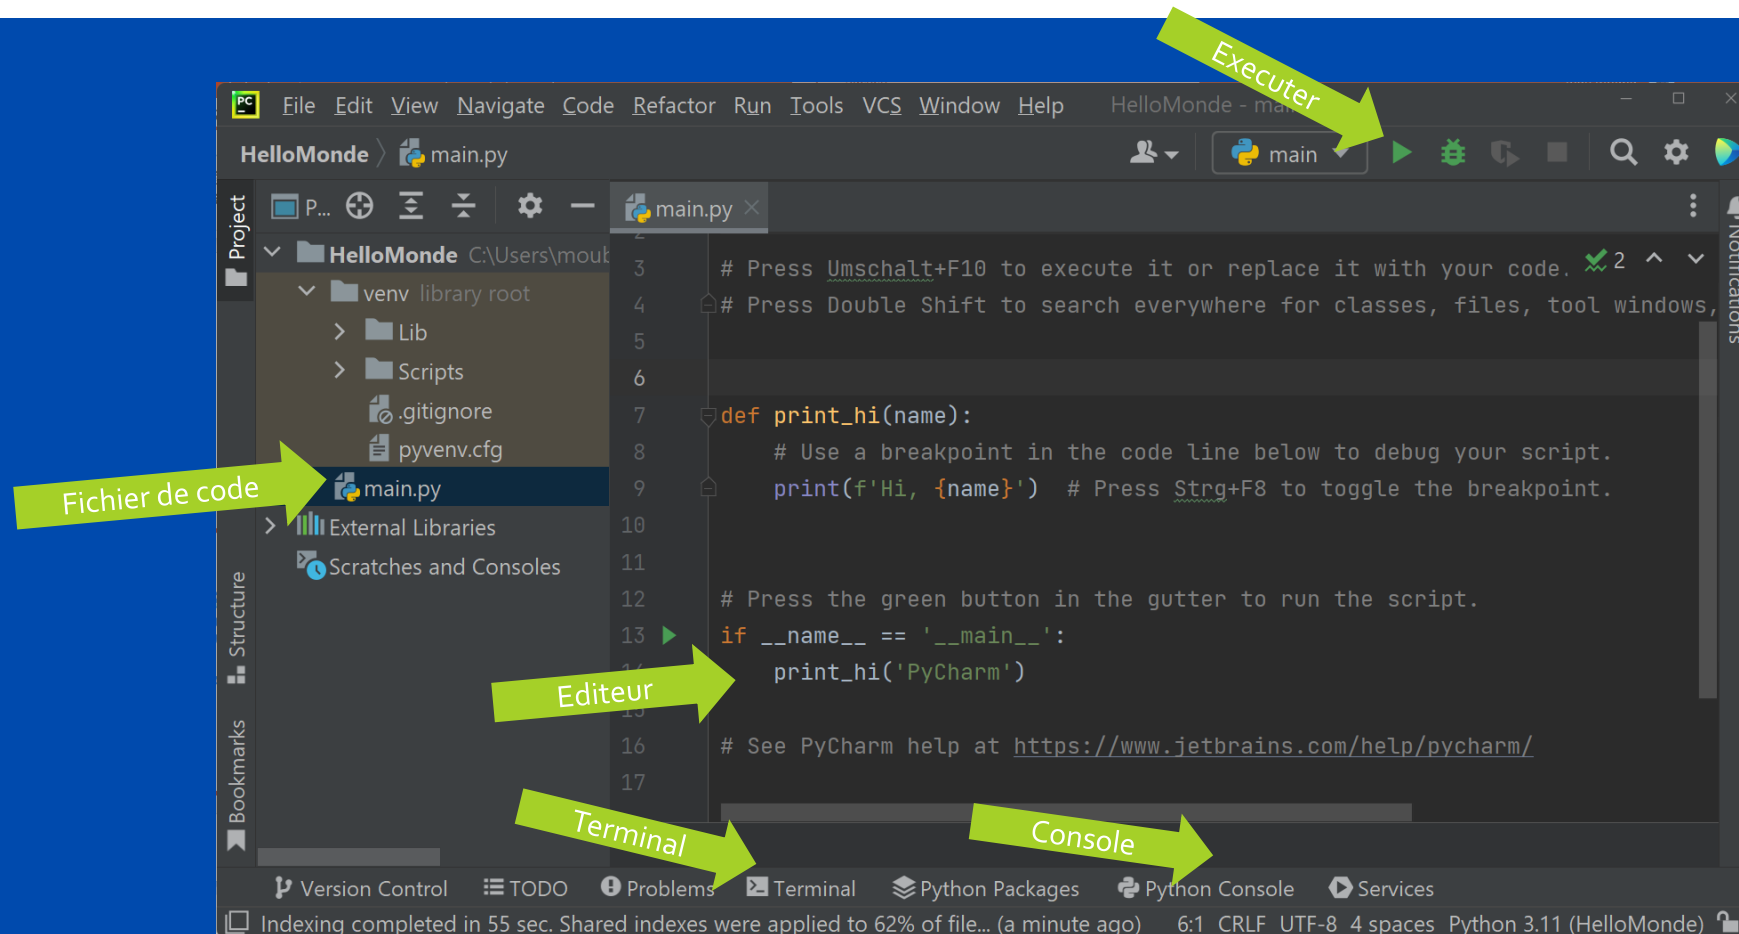 Executer
PC
File Edit View Navigate Code Refactor Run Tools VCS Window Help HelloMonde -
HelloMonde main.py
main
Project
P...
main.py
HelloMonde C:\Users\moub
venv library root
Lib
Scripts
.gitignore
pyvenv.cfg
main.py
External Libraries
Scratches and Consoles
Fichier de code
Structure
Bookmarks
3 # Press Umschalt+F10 to execute it or replace it with your code. 2
4 # Press Double Shift to search everywhere for classes, files, tool windows,
5
6
7 def print_hi(name):
8 # Use a breakpoint in the code line below to debug your script.
9 print(f'Hi, {name}') # Press Strg+F8 to toggle the breakpoint.
10
11
12 # Press the green button in the gutter to run the script.
13 if __name__ == '__main__':
print_hi('PyCharm')
Editeur
16 # See PyCharm help at https://www.jetbrains.com/help/pycharm/
17
Notifications
Terminal
Console
Version Control TODO Problems Terminal Python Packages Python Console Services
Indexing completed in 55 sec. Shared indexes were applied to 62% of file... (a minute ago) 6:1 CRLF UTF-8 4 spaces Python 3.11 (HelloMonde)